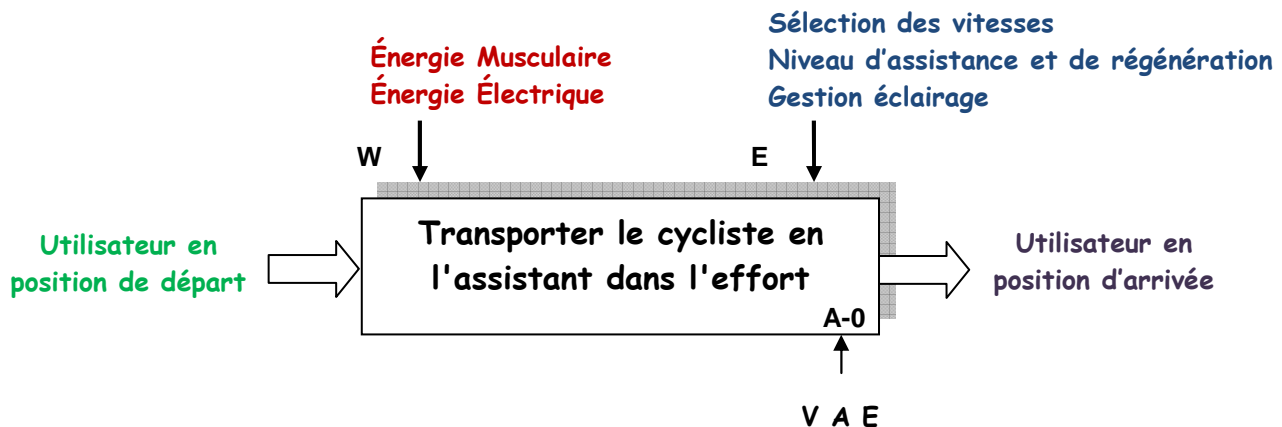 Sélection des vitesses
Niveau d'assistance et de régénération
Gestion éclairage
Énergie Musculaire
Énergie Électrique
W
E
Utilisateur en
position de départ
Transporter le cycliste en
l'assistant dans l'effort
A-0
Utilisateur en
position d'arrivée
V A E